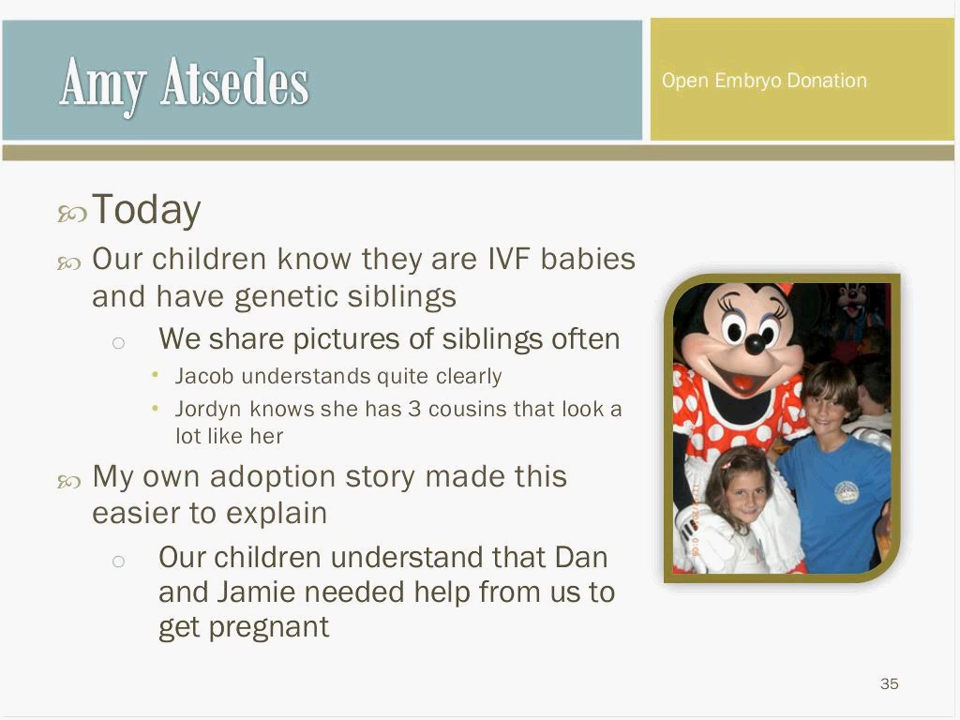 Amy Atsedes
Open Embryo Donation
Today
Our children know they are IVF babies
and have genetic siblings
We share pictures of siblings often
Jacob understands quite clearly
Jordyn knows she has 3 cousins that look a
lot like her
My own adoption story made this
easier to explain
Our children understand that Dan
and Jamie needed help from us to
get pregnant
35